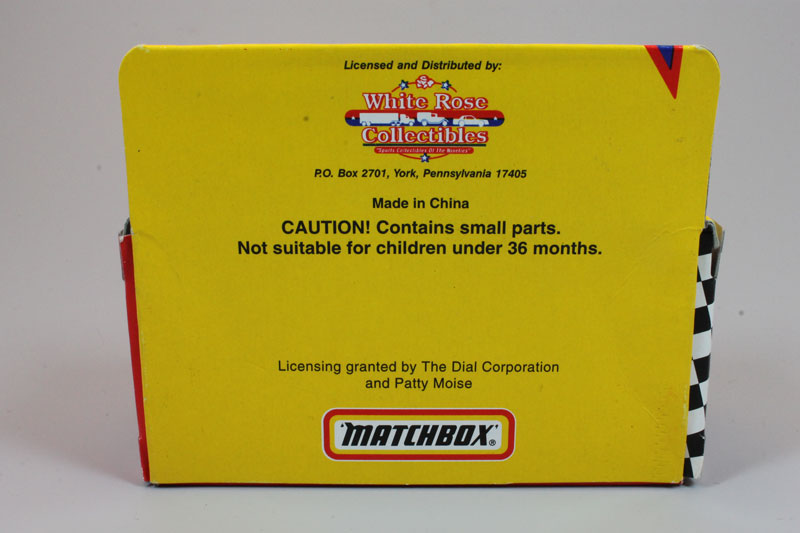 Licensed and Distributed by:
White Rose
Collectibles
"Sports Collectibles Of The Nineties"
P.O. Box 2701, York, Pennsylvania 17405
Made in China
CAUTION! Contains small parts.
Not suitable for children under 36 months.
Licensing granted by The Dial Corporation
and Patty Moise
'MATCHBOX'®